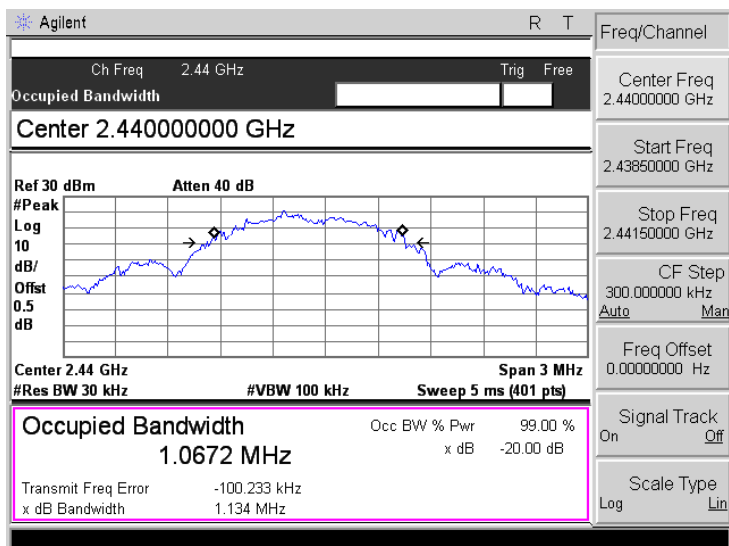 Agilent R T
Ch Freq 2.44 GHz Trig Free
Occupied Bandwidth
Center 2.440000000 GHz
Ref 30 dBm Atten 40 dB
#Peak
Log
10
dB/
Offst
0.5
dB
Center 2.44 GHz Span 3 MHz
#Res BW 30 kHz #VBW 100 kHz Sweep 5 ms (401 pts)
Occupied Bandwidth Occ BW % Pwr 99.00 %
1.0672 MHz x dB -20.00 dB
Transmit Freq Error -100.233 kHz
x dB Bandwidth 1.134 MHz
Freq/Channel
Center Freq
2.44000000 GHz
Start Freq
2.43850000 GHz
Stop Freq
2.44150000 GHz
CF Step
300.000000 kHz
Auto Man
Freq Offset
0.00000000 Hz
Signal Track
On Off
Scale Type
Log Lin